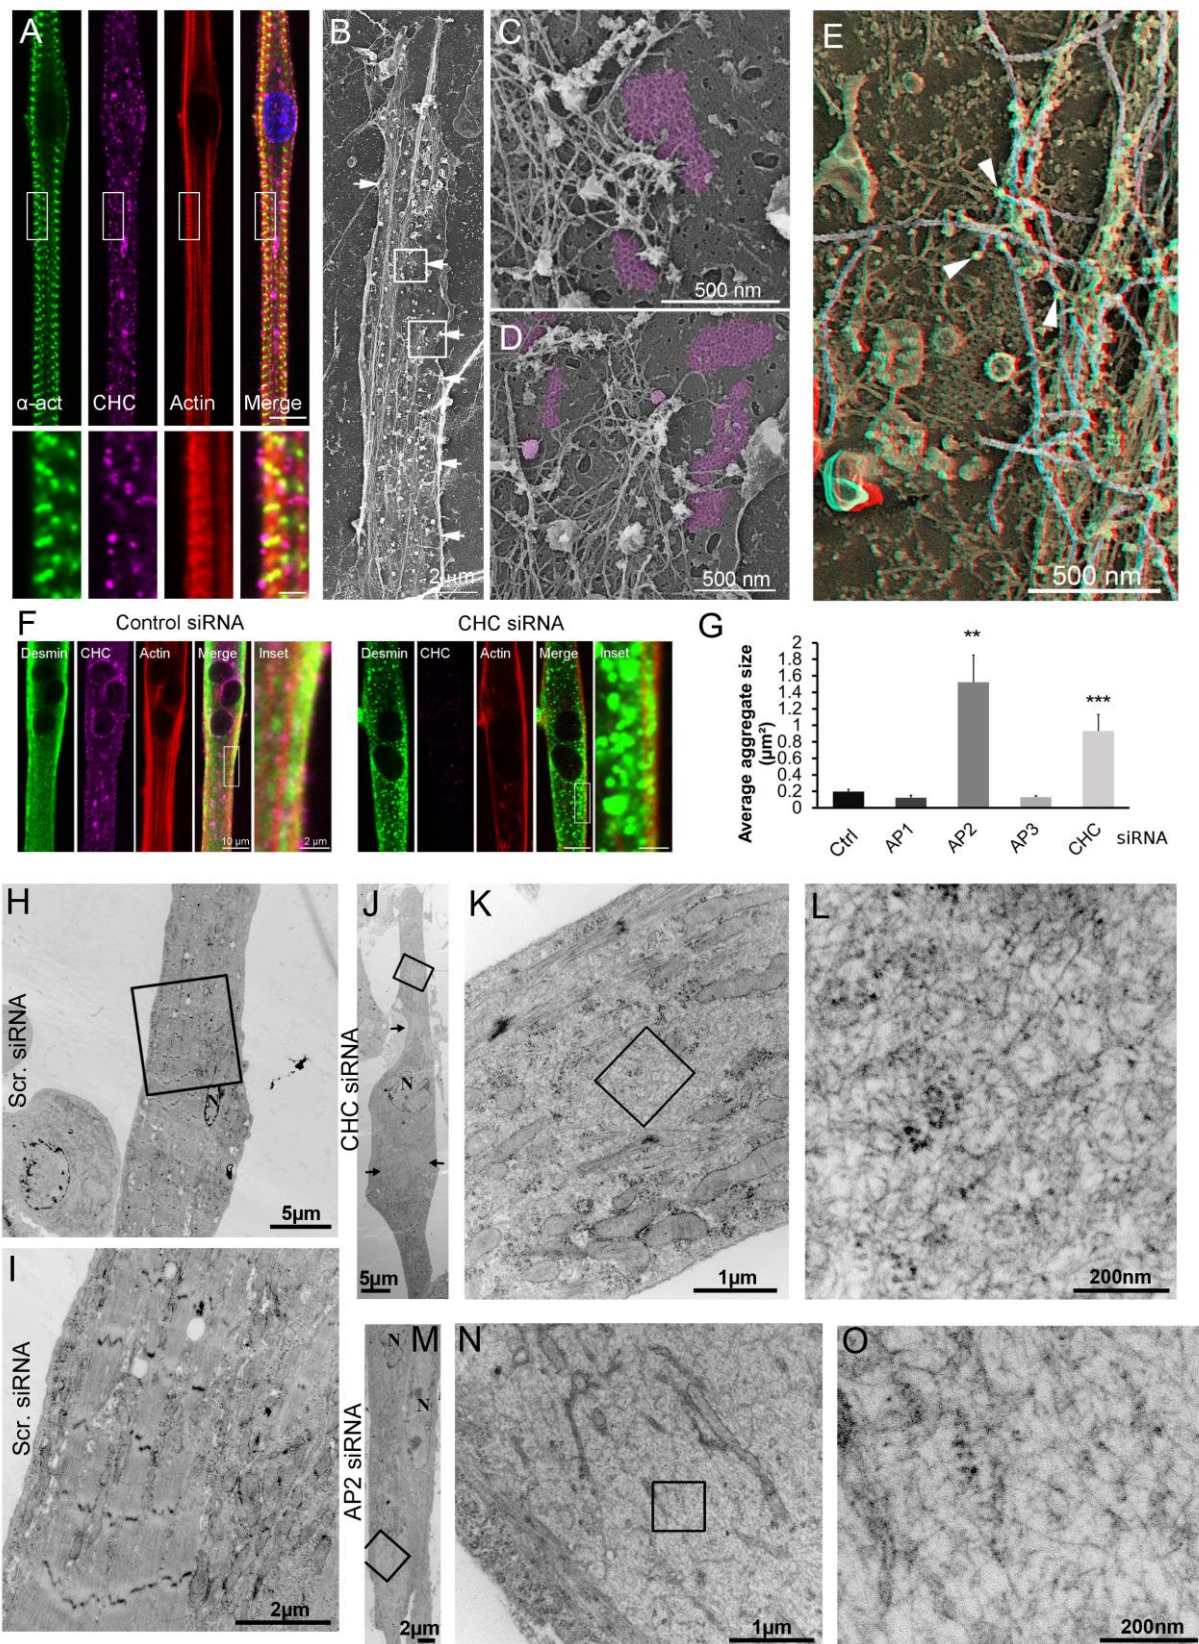 A
α-act
CHC
Actin
Merge
B
2 µm
C
500 nm
D
500 nm
E
500 nm
F
Control siRNA
Desmin
CHC
Actin
Merge
Inset
10 µm
2 µm
CHC siRNA
Desmin
CHC
Actin
Merge
Inset
G
Average aggregate size
(µm²)
2
1.8
1.6
1.4
1.2
1
0.8
0.6
0.4
0.2
0
**
***
Ctrl
AP1
AP2
AP3
CHC
siRNA
H
Scr. siRNA
5µm
I
Scr. siRNA
2µm
J
CHC siRNA
N
5µm
K
1µm
L
200nm
M
AP2 siRNA
N
N
2µm
N
1µm
O
200nm